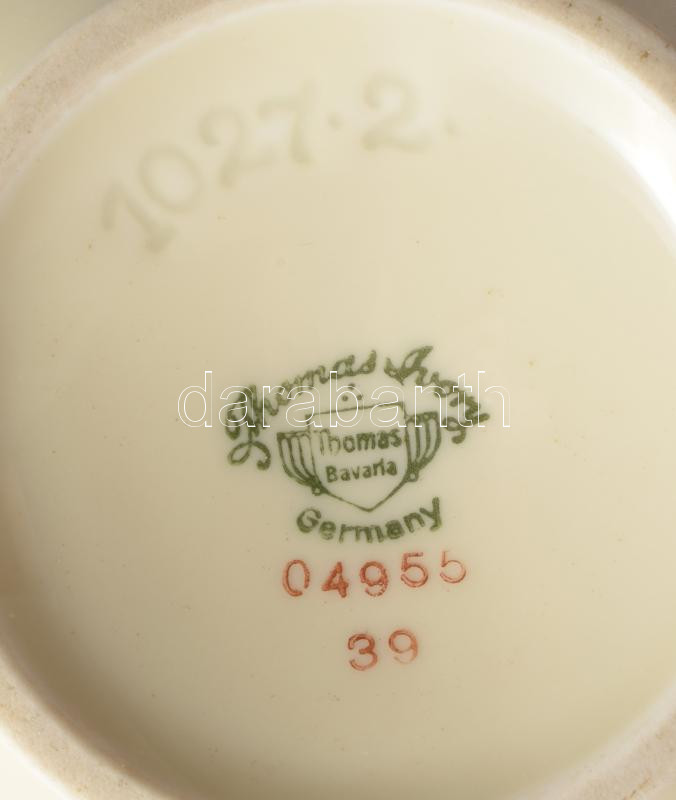 1027.2.
Thomas Ivory
Thomas
Bavaria
Germany
04955
39
darabanth